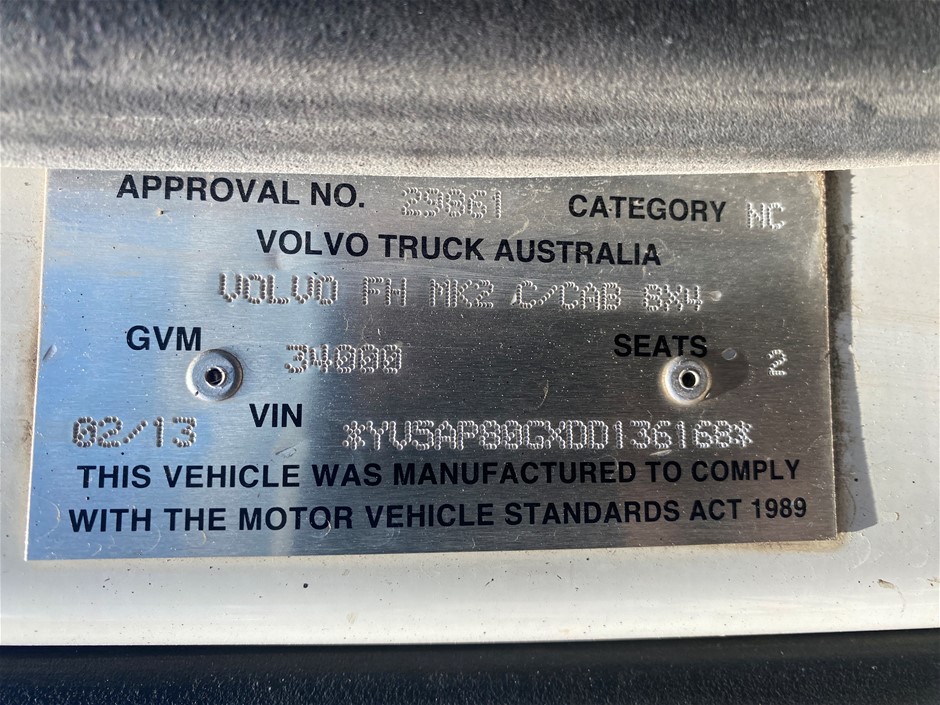 APPROVAL NO. 29861 CATEGORY NC
VOLVO TRUCK AUSTRALIA
VOLVO FH MK2 C/CAB 8X4
GVM 34000 SEATS 2
02/13 VIN *YV5AP80GXDD136168*
THIS VEHICLE WAS MANUFACTURED TO COMPLY
WITH THE MOTOR VEHICLE STANDARDS ACT 1989